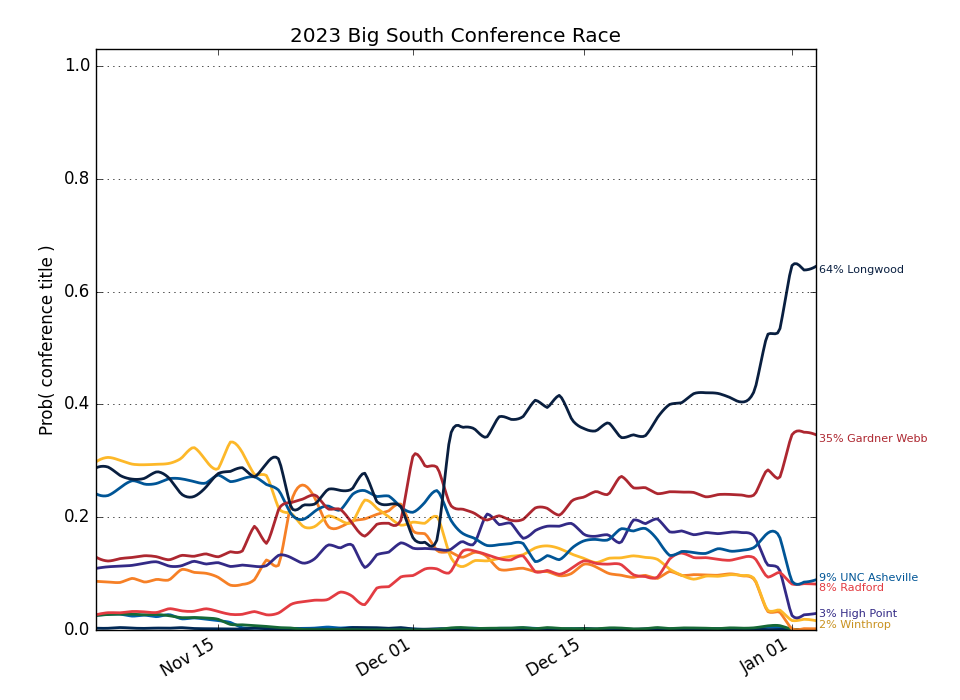 2023 Big South Conference Race
Prob( conference title )
1.0
0.8
0.6
0.4
0.2
0.0
64% Longwood
35% Gardner Webb
9% UNC Asheville
8% Radford
3% High Point
2% Winthrop
Nov 15
Dec 01
Dec 15
Jan 01